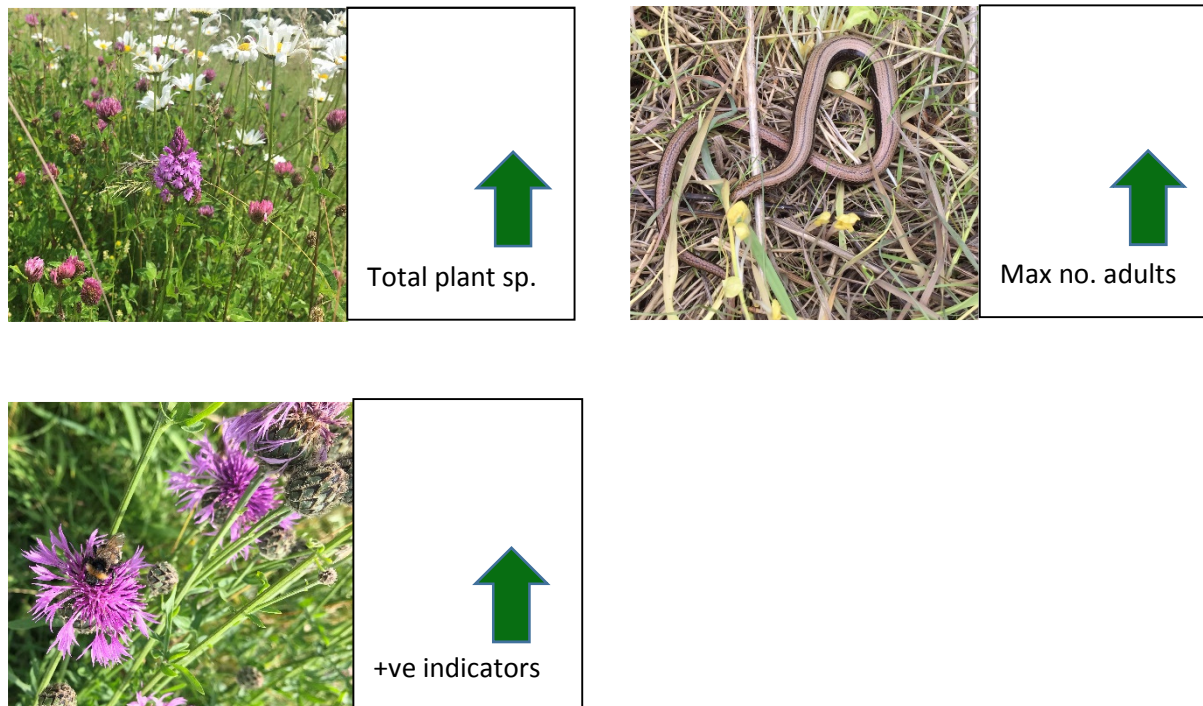 Total plant sp.
Max no. adults
+ve indicators